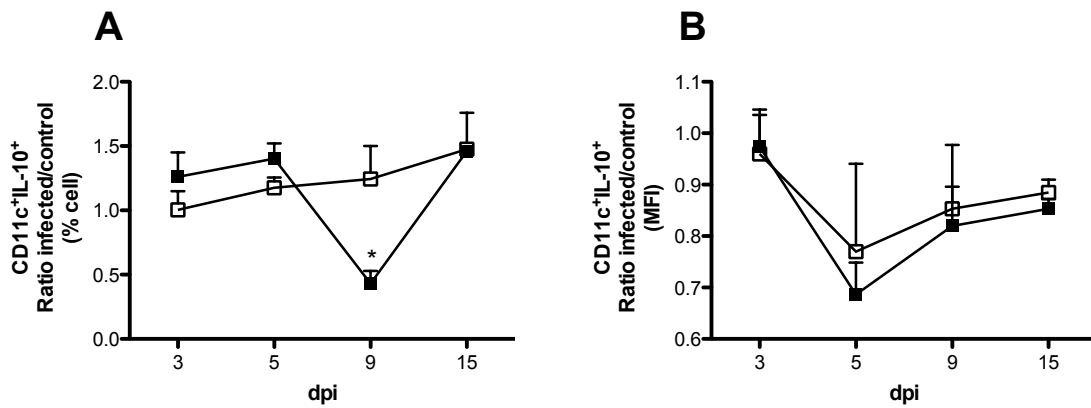 A
CD11c⁺IL-10⁺
Ratio infected/control
(% cell)
2.0
1.5
1.0
0.5
0.0
*
3 5 9 15
dpi
B
CD11c⁺IL-10⁺
Ratio infected/control
(MFI)
1.1
1.0
0.9
0.8
0.7
0.6
3 5 9 15
dpi